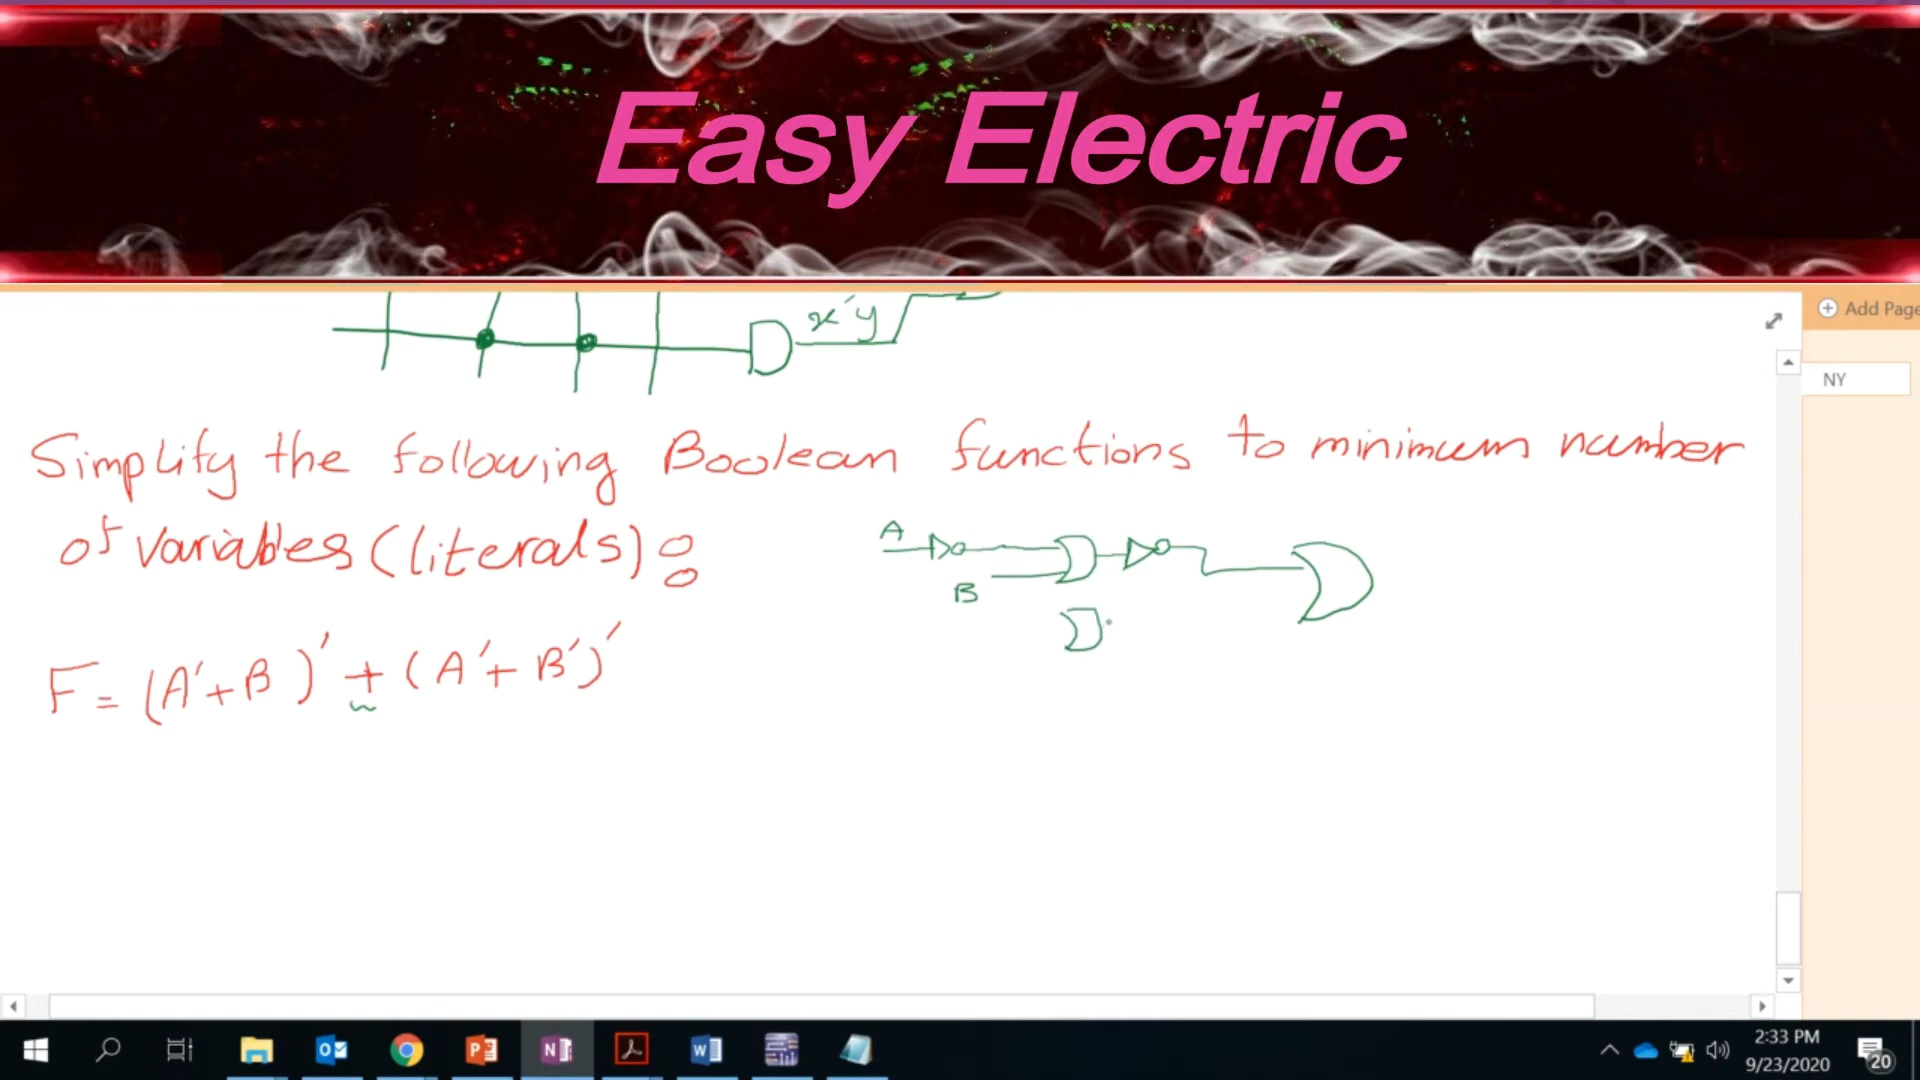 Easy Electric
x'y
Add Page
NY
Simplify the following Boolean functions to minimum number
of variables (literals) :
A
B
F = (A'+B)' + (A'+B')'
2:33 PM
9/23/2020
20